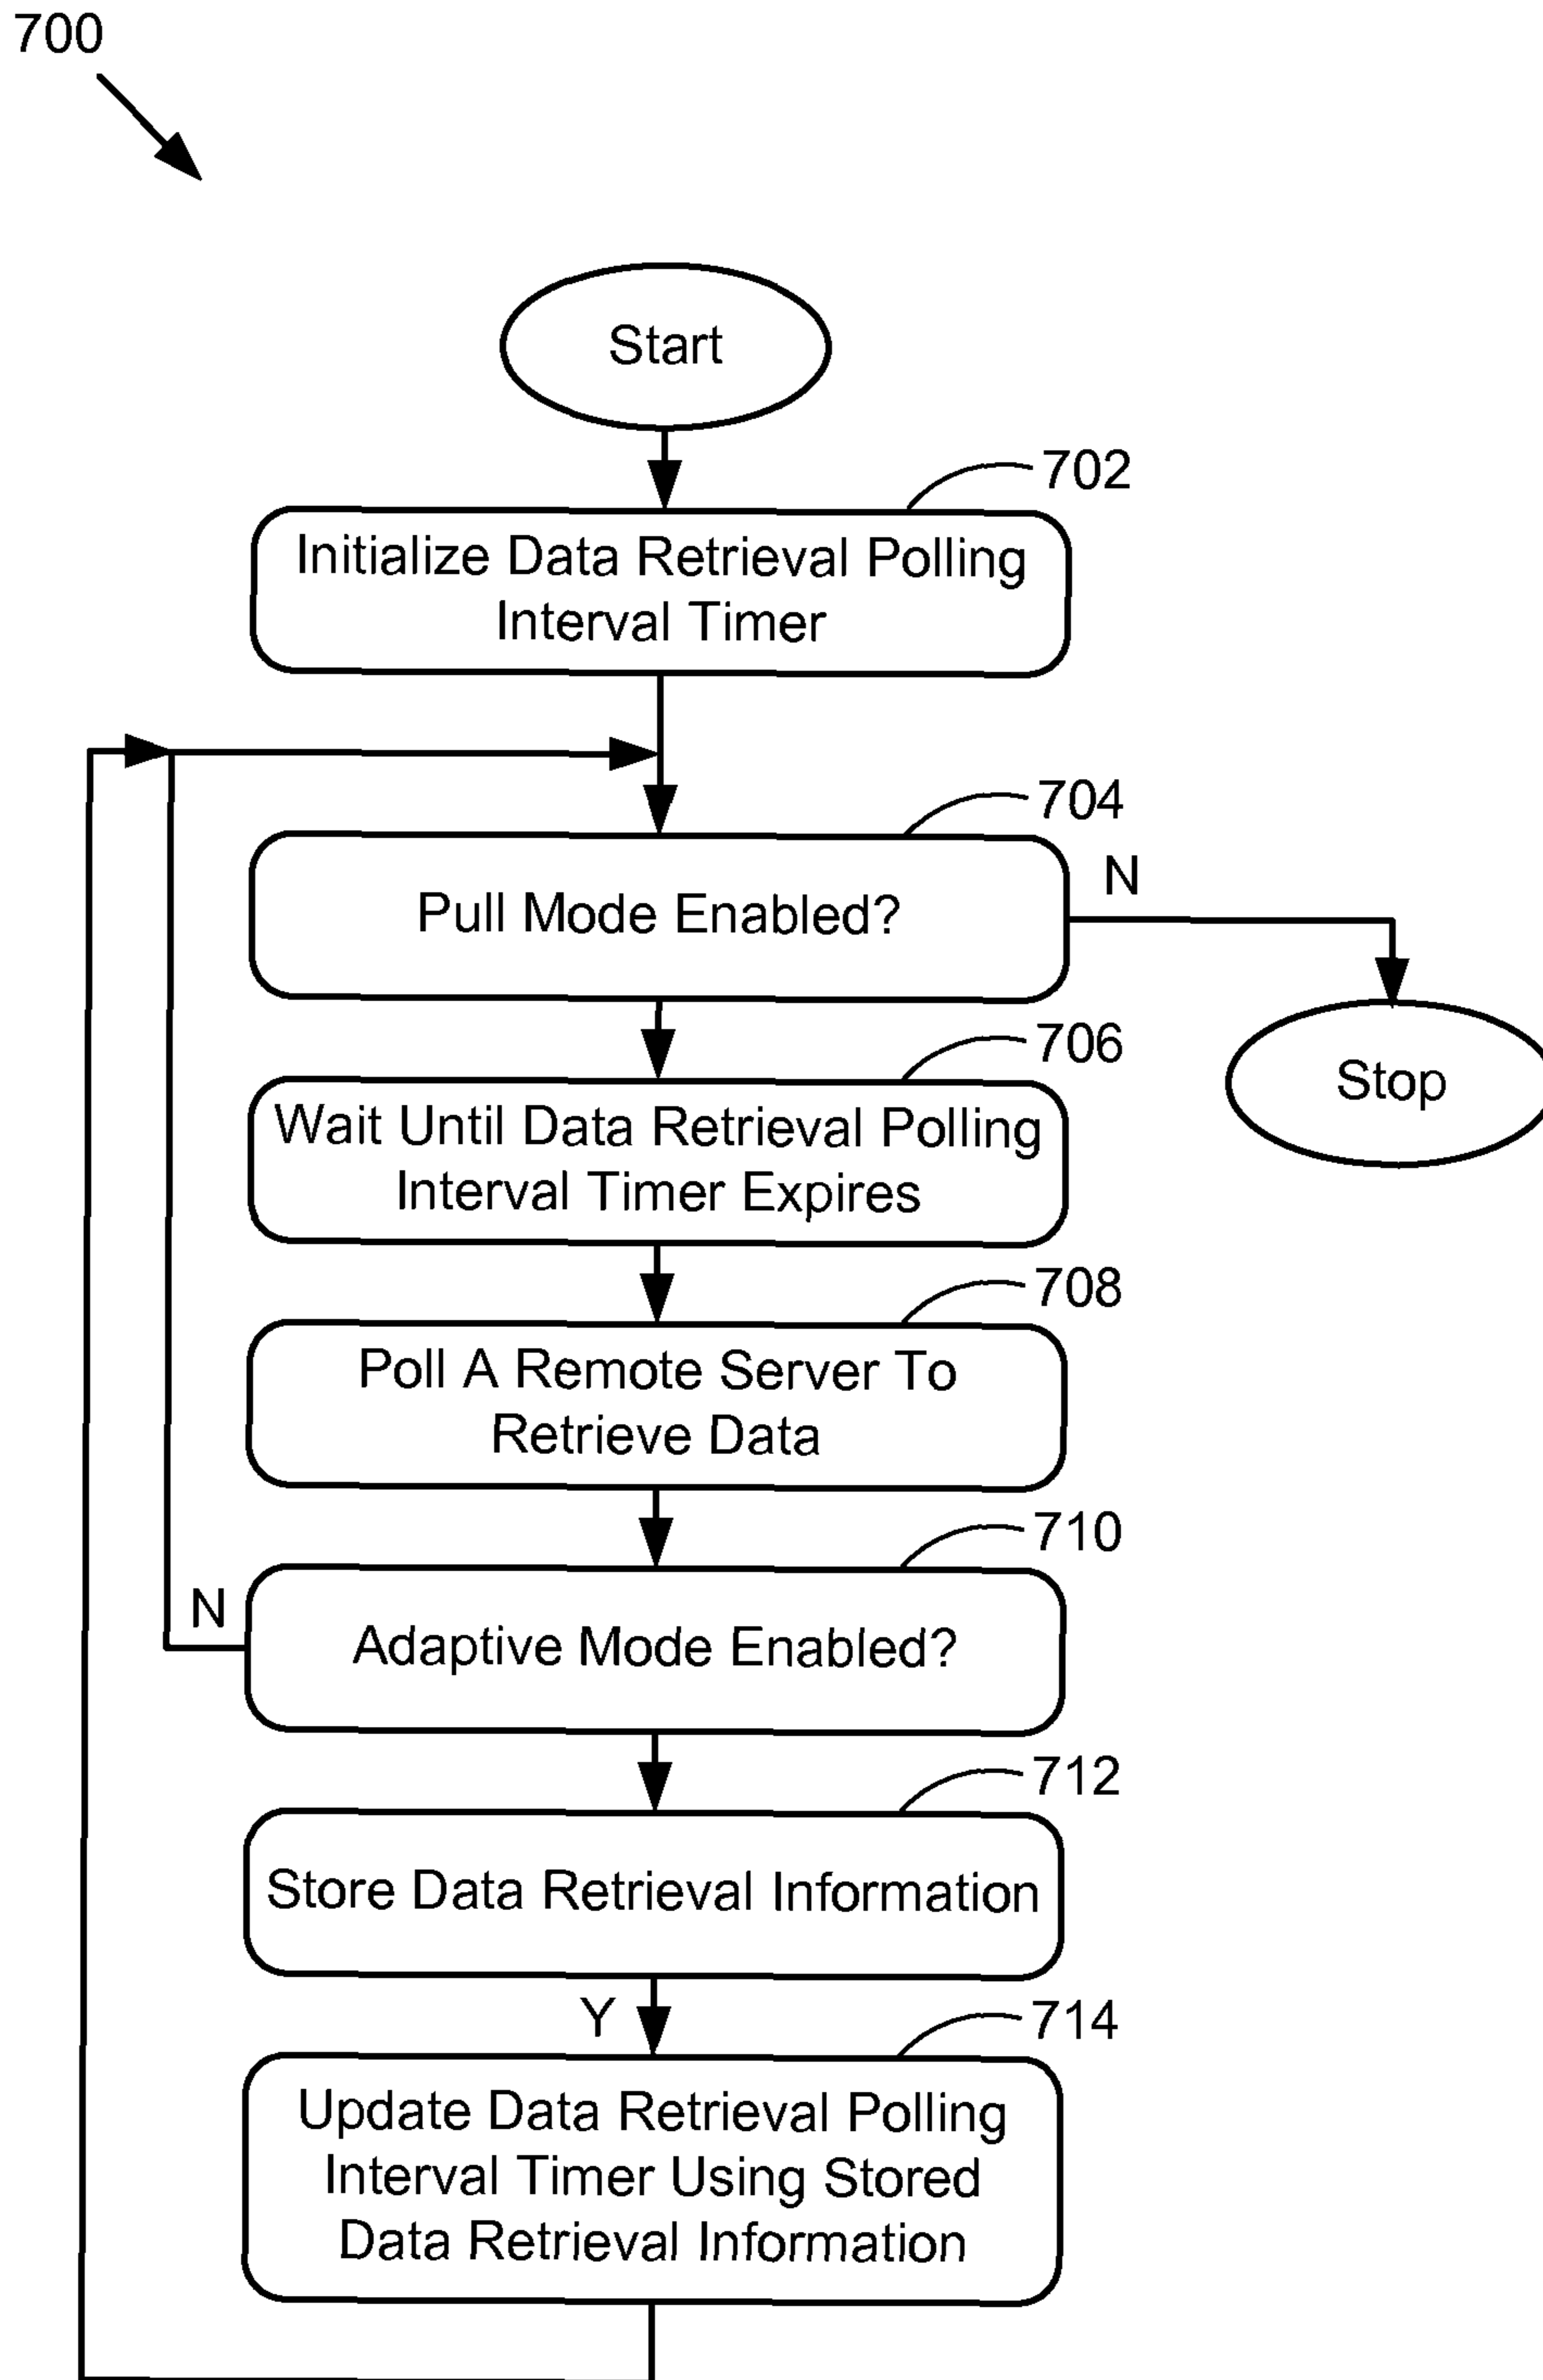 700
Start
702
Initialize Data Retrieval Polling
Interval Timer
704
Pull Mode Enabled?
N
706
Wait Until Data Retrieval Polling
Interval Timer Expires
Stop
708
Poll A Remote Server To
Retrieve Data
710
N
Adaptive Mode Enabled?
712
Store Data Retrieval Information
Y
714
Update Data Retrieval Polling
Interval Timer Using Stored
Data Retrieval Information